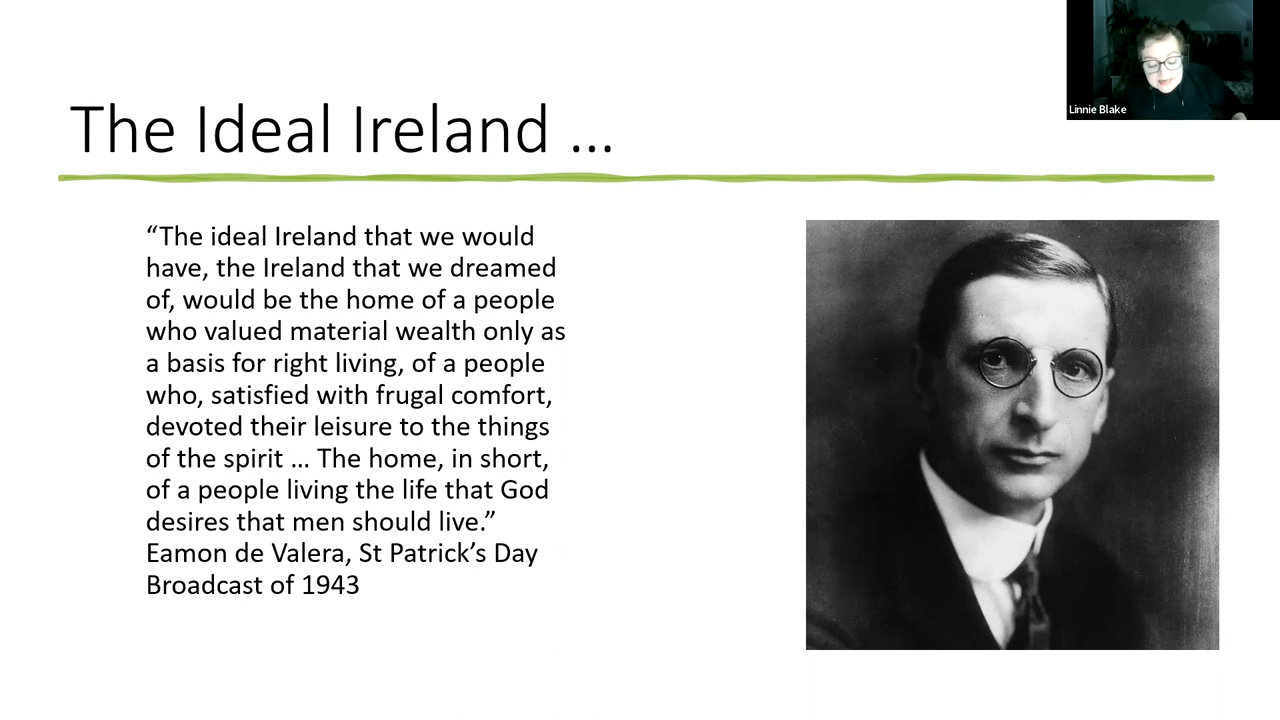 The Ideal Ireland ...
Linnie Blake
“The ideal Ireland that we would
have, the Ireland that we dreamed
of, would be the home of a people
who valued material wealth only as
a basis for right living, of a people
who, satisfied with frugal comfort,
devoted their leisure to the things
of the spirit … The home, in short,
of a people living the life that God
desires that men should live.”
Eamon de Valera, St Patrick’s Day
Broadcast of 1943